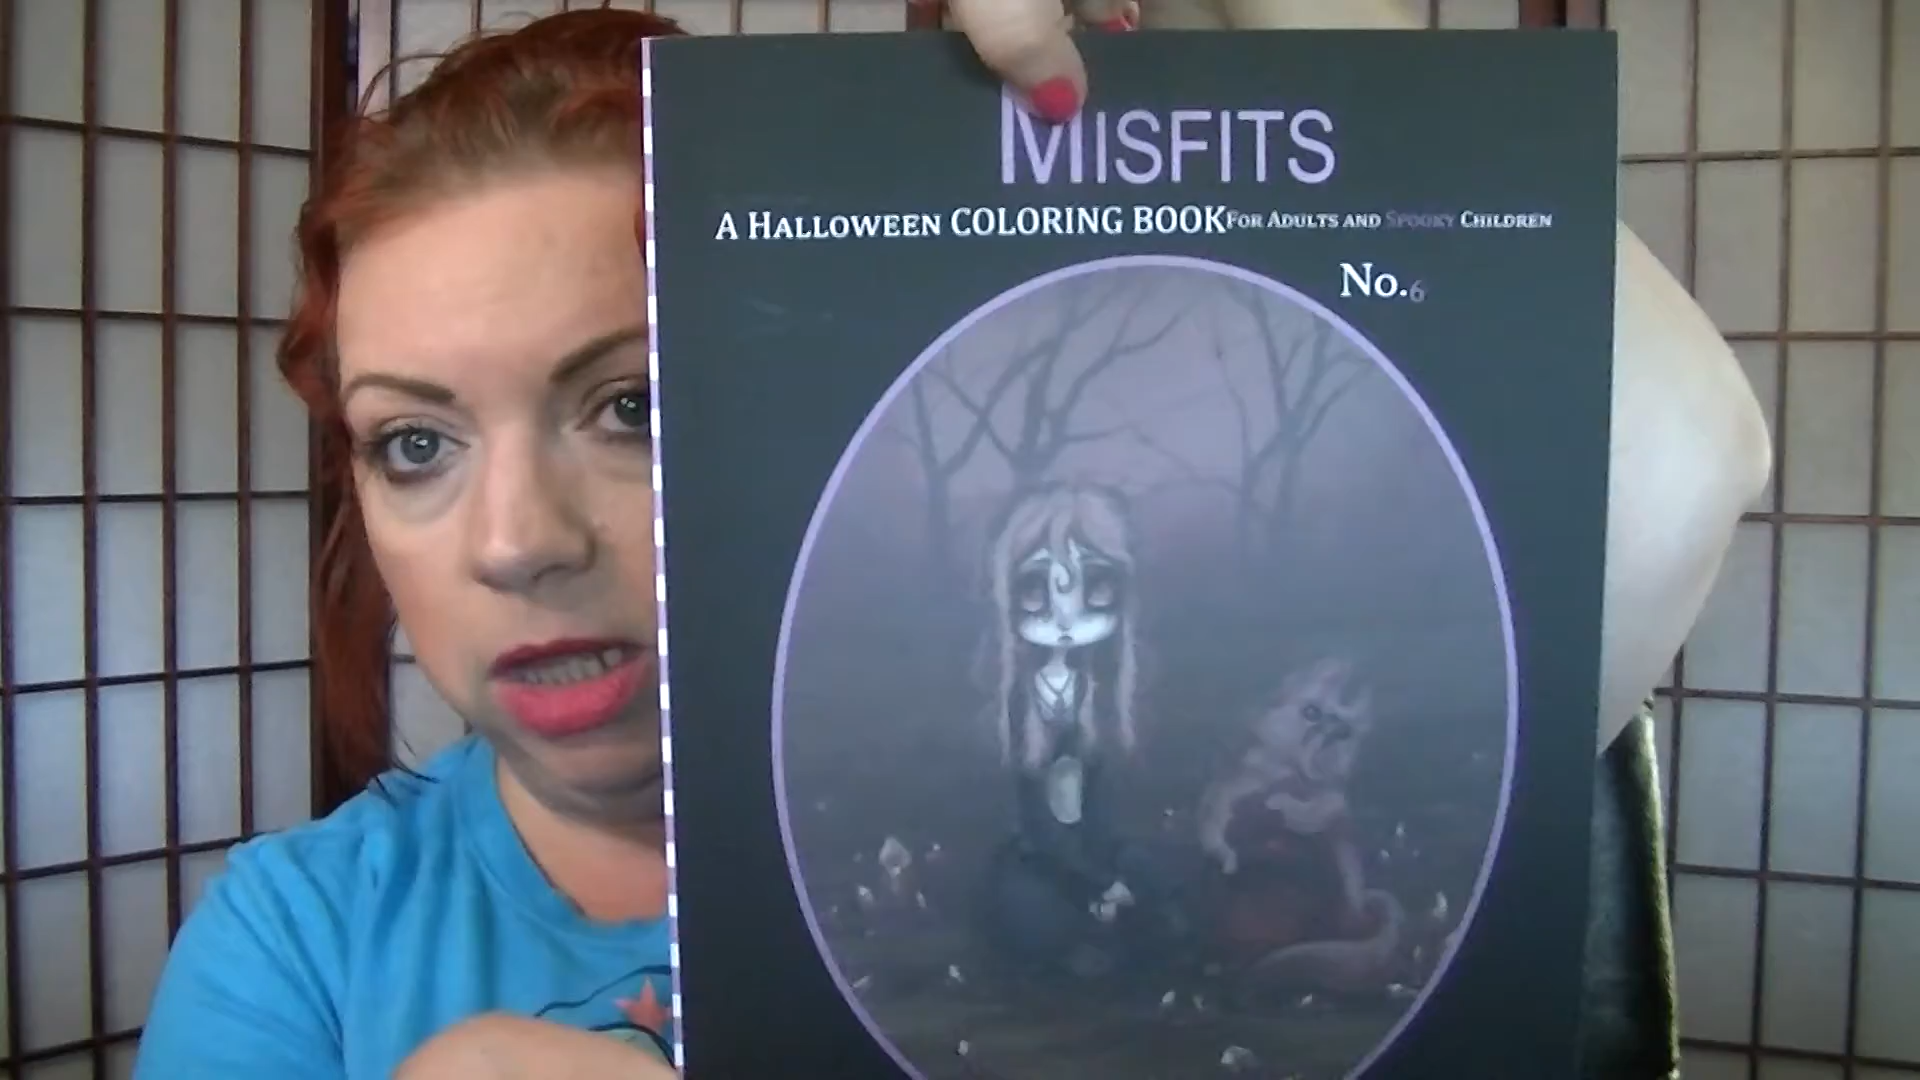 MISFITS
A HALLOWEEN COLORING BOOK FOR ADULTS AND SPOOKY CHILDREN
No.6